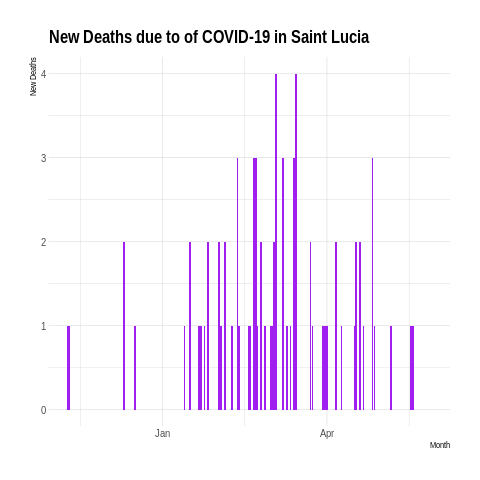 New Deaths due to of COVID-19 in Saint Lucia
New Deaths
4
3
2
1
0
Jan
Apr
Month